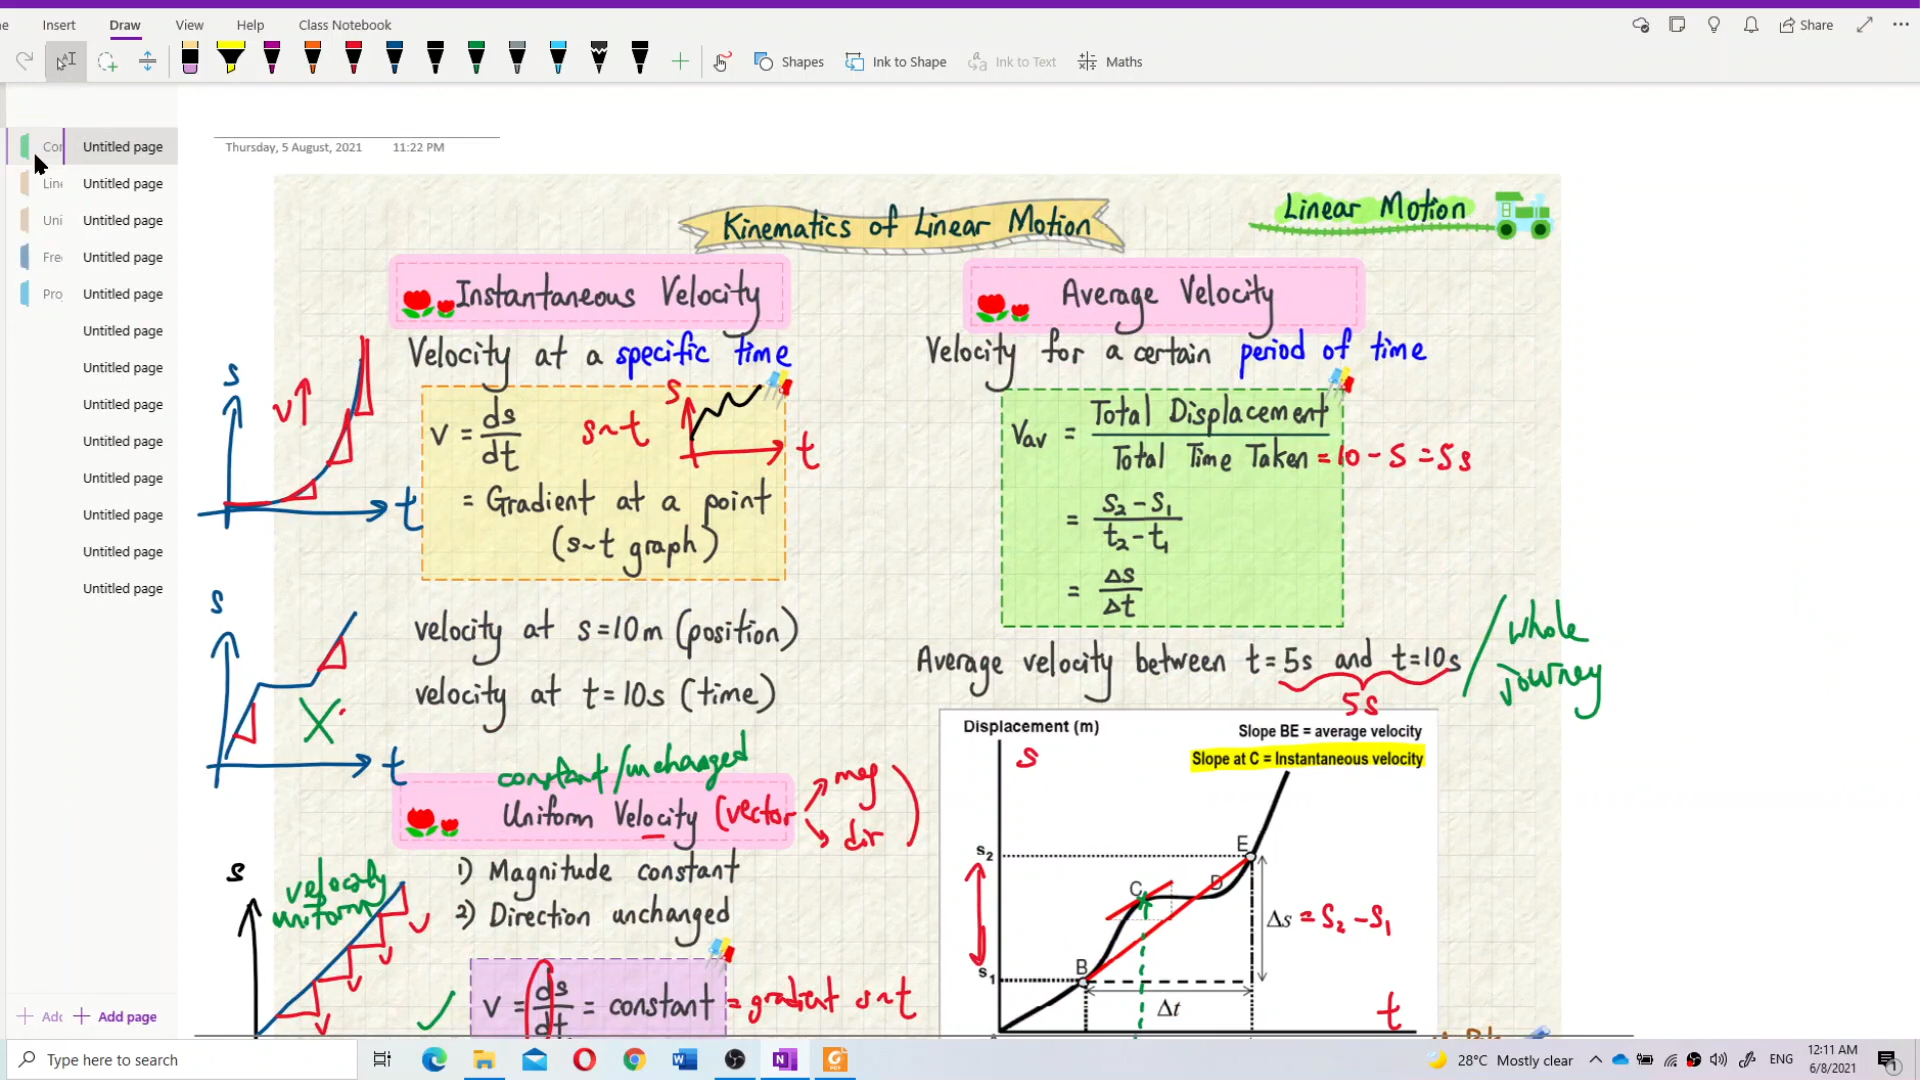 Insert Draw View Help Class Notebook Share
Shapes Ink to Shape Ink to Text Maths
Thursday, 5 August, 2021 11:22 PM
Cor Untitled page
Line Untitled page
Uni Untitled page
Fre Untitled page
Pro Untitled page
Untitled page
Untitled page
Untitled page
Untitled page
Untitled page
Untitled page
Untitled page
Untitled page
Add page
Kinematics of Linear Motion
Linear Motion
Instantaneous Velocity
Velocity at a specific time
s
v↑
t
v = ds/dt
s~t
s
t
= Gradient at a point
(s~t graph)
velocity at s=10m (position)
velocity at t=10s (time)
s
X
t
constant/unchanged
Uniform Velocity (vector
mag
dir
1) Magnitude constant
2) Direction unchanged
s
velocity
uniform
v = ds/dt = constant = gradient s~t
Average Velocity
Velocity for a certain period of time
Vav = Total Displacement / Total Time Taken = 10 - 5 = 5s
= s₂-s₁ / t₂-t₁
= Δs / Δt
Average velocity between t=5s and t=10s / whole
journey
5s
Displacement (m)
s
Slope BE = average velocity
Slope at C = Instantaneous velocity
s₂
E
C
D
Δs = s₂ - s₁
s₁
B
Δt
t
Type here to search
28°C Mostly clear
ENG
12:11 AM
6/8/2021
1